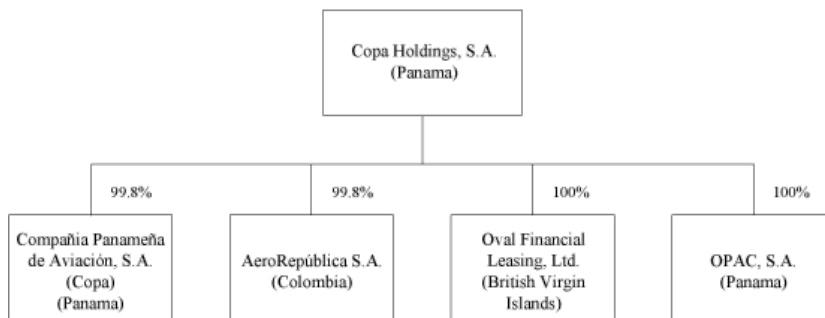 Copa Holdings, S.A.
(Panama)
99.8%
99.8%
100%
100%
Compañia Panameña
de Aviación, S.A.
(Copa)
(Panama)
AeroRepública S.A.
(Colombia)
Oval Financial
Leasing, Ltd.
(British Virgin
Islands)
OPAC, S.A.
(Panama)